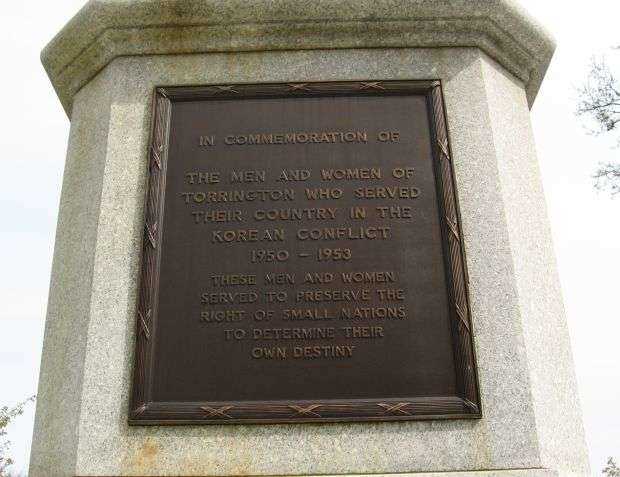 IN COMMEMORATION OF
THE MEN AND WOMEN OF
TORRINGTON WHO SERVED
THEIR COUNTRY IN THE
KOREAN CONFLICT
1950 - 1953
THESE MEN AND WOMEN
SERVED TO PRESERVE THE
RIGHT OF SMALL NATIONS
TO DETERMINE THEIR
OWN DESTINY